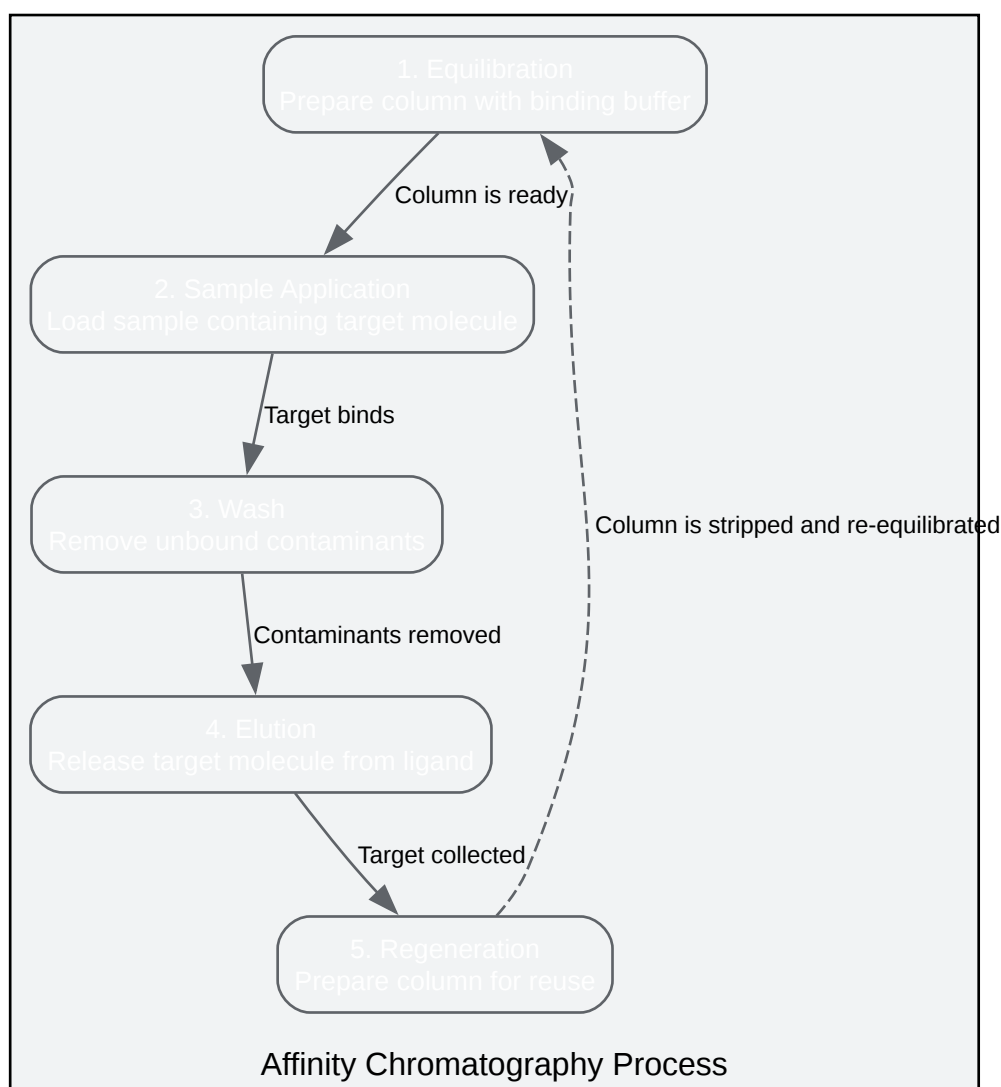 1. Equilibration
Prepare column with binding buffer
Column is ready
2. Sample Application
Load sample containing target molecule
Target binds
3. Wash
Remove unbound contaminants
Column is stripped and re-equilibrated
Contaminants removed
4. Elution
Release target molecule from ligand
Target collected
5. Regeneration
Prepare column for reuse
Affinity Chromatography Process